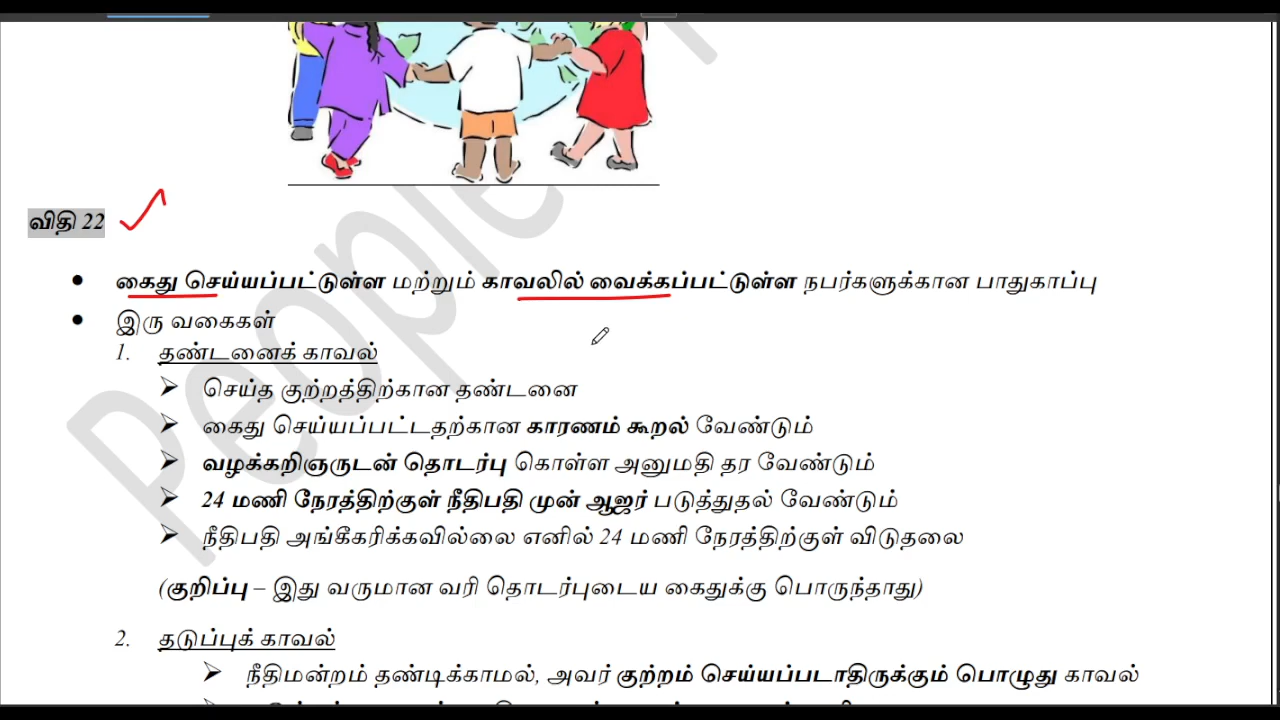 விதி 22
• கைது செய்யப்பட்டுள்ள மற்றும் காவலில் வைக்கப்பட்டுள்ள நபர்களுக்கான பாதுகாப்பு
• இரு வகைகள்
1. தண்டனைக் காவல்
➤ செய்த குற்றத்திற்கான தண்டனை
➤ கைது செய்யப்பட்டதற்கான காரணம் கூறல் வேண்டும்
➤ வழக்கறிஞருடன் தொடர்பு கொள்ள அனுமதி தர வேண்டும்
➤ 24 மணி நேரத்திற்குள் நீதிபதி முன் ஆஜர் படுத்துதல் வேண்டும்
➤ நீதிபதி அங்கீகரிக்கவில்லை எனில் 24 மணி நேரத்திற்குள் விடுதலை
(குறிப்பு – இது வருமான வரி தொடர்புடைய கைதுக்கு பொருந்தாது)
2. தடுப்புக் காவல்
➤ நீதிமன்றம் தண்டிக்காமல், அவர் குற்றம் செய்யப்படாதிருக்கும் பொழுது காவல்
People